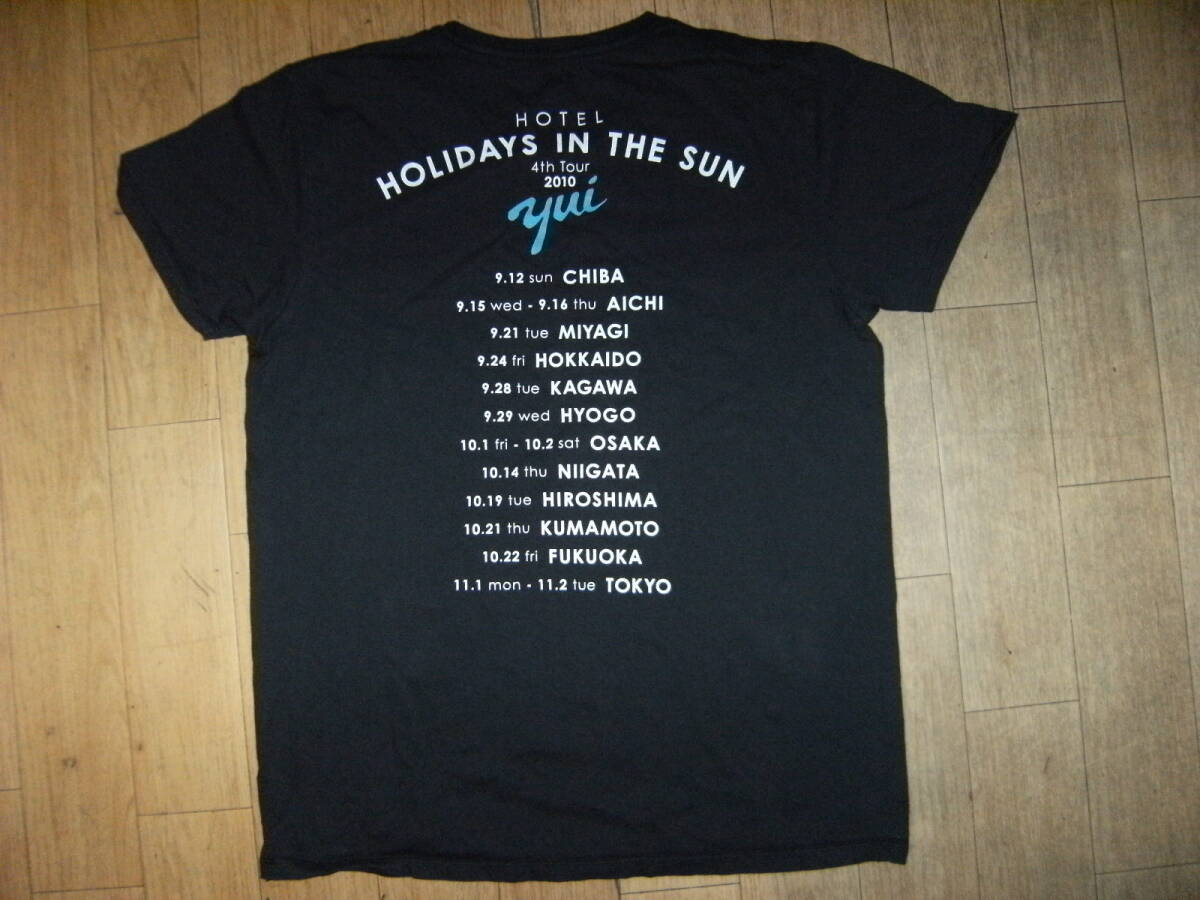 HOTEL
HOLIDAYS IN THE SUN
4th Tour
2010
yui
9.12 sun CHIBA
9.15 wed - 9.16 thu AICHI
9.21 tue MIYAGI
9.24 fri HOKKAIDO
9.28 tue KAGAWA
9.29 wed HYOGO
10.1 fri - 10.2 sat OSAKA
10.14 thu NIIGATA
10.19 tue HIROSHIMA
10.21 thu KUMAMOTO
10.22 fri FUKUOKA
11.1 mon - 11.2 tue TOKYO